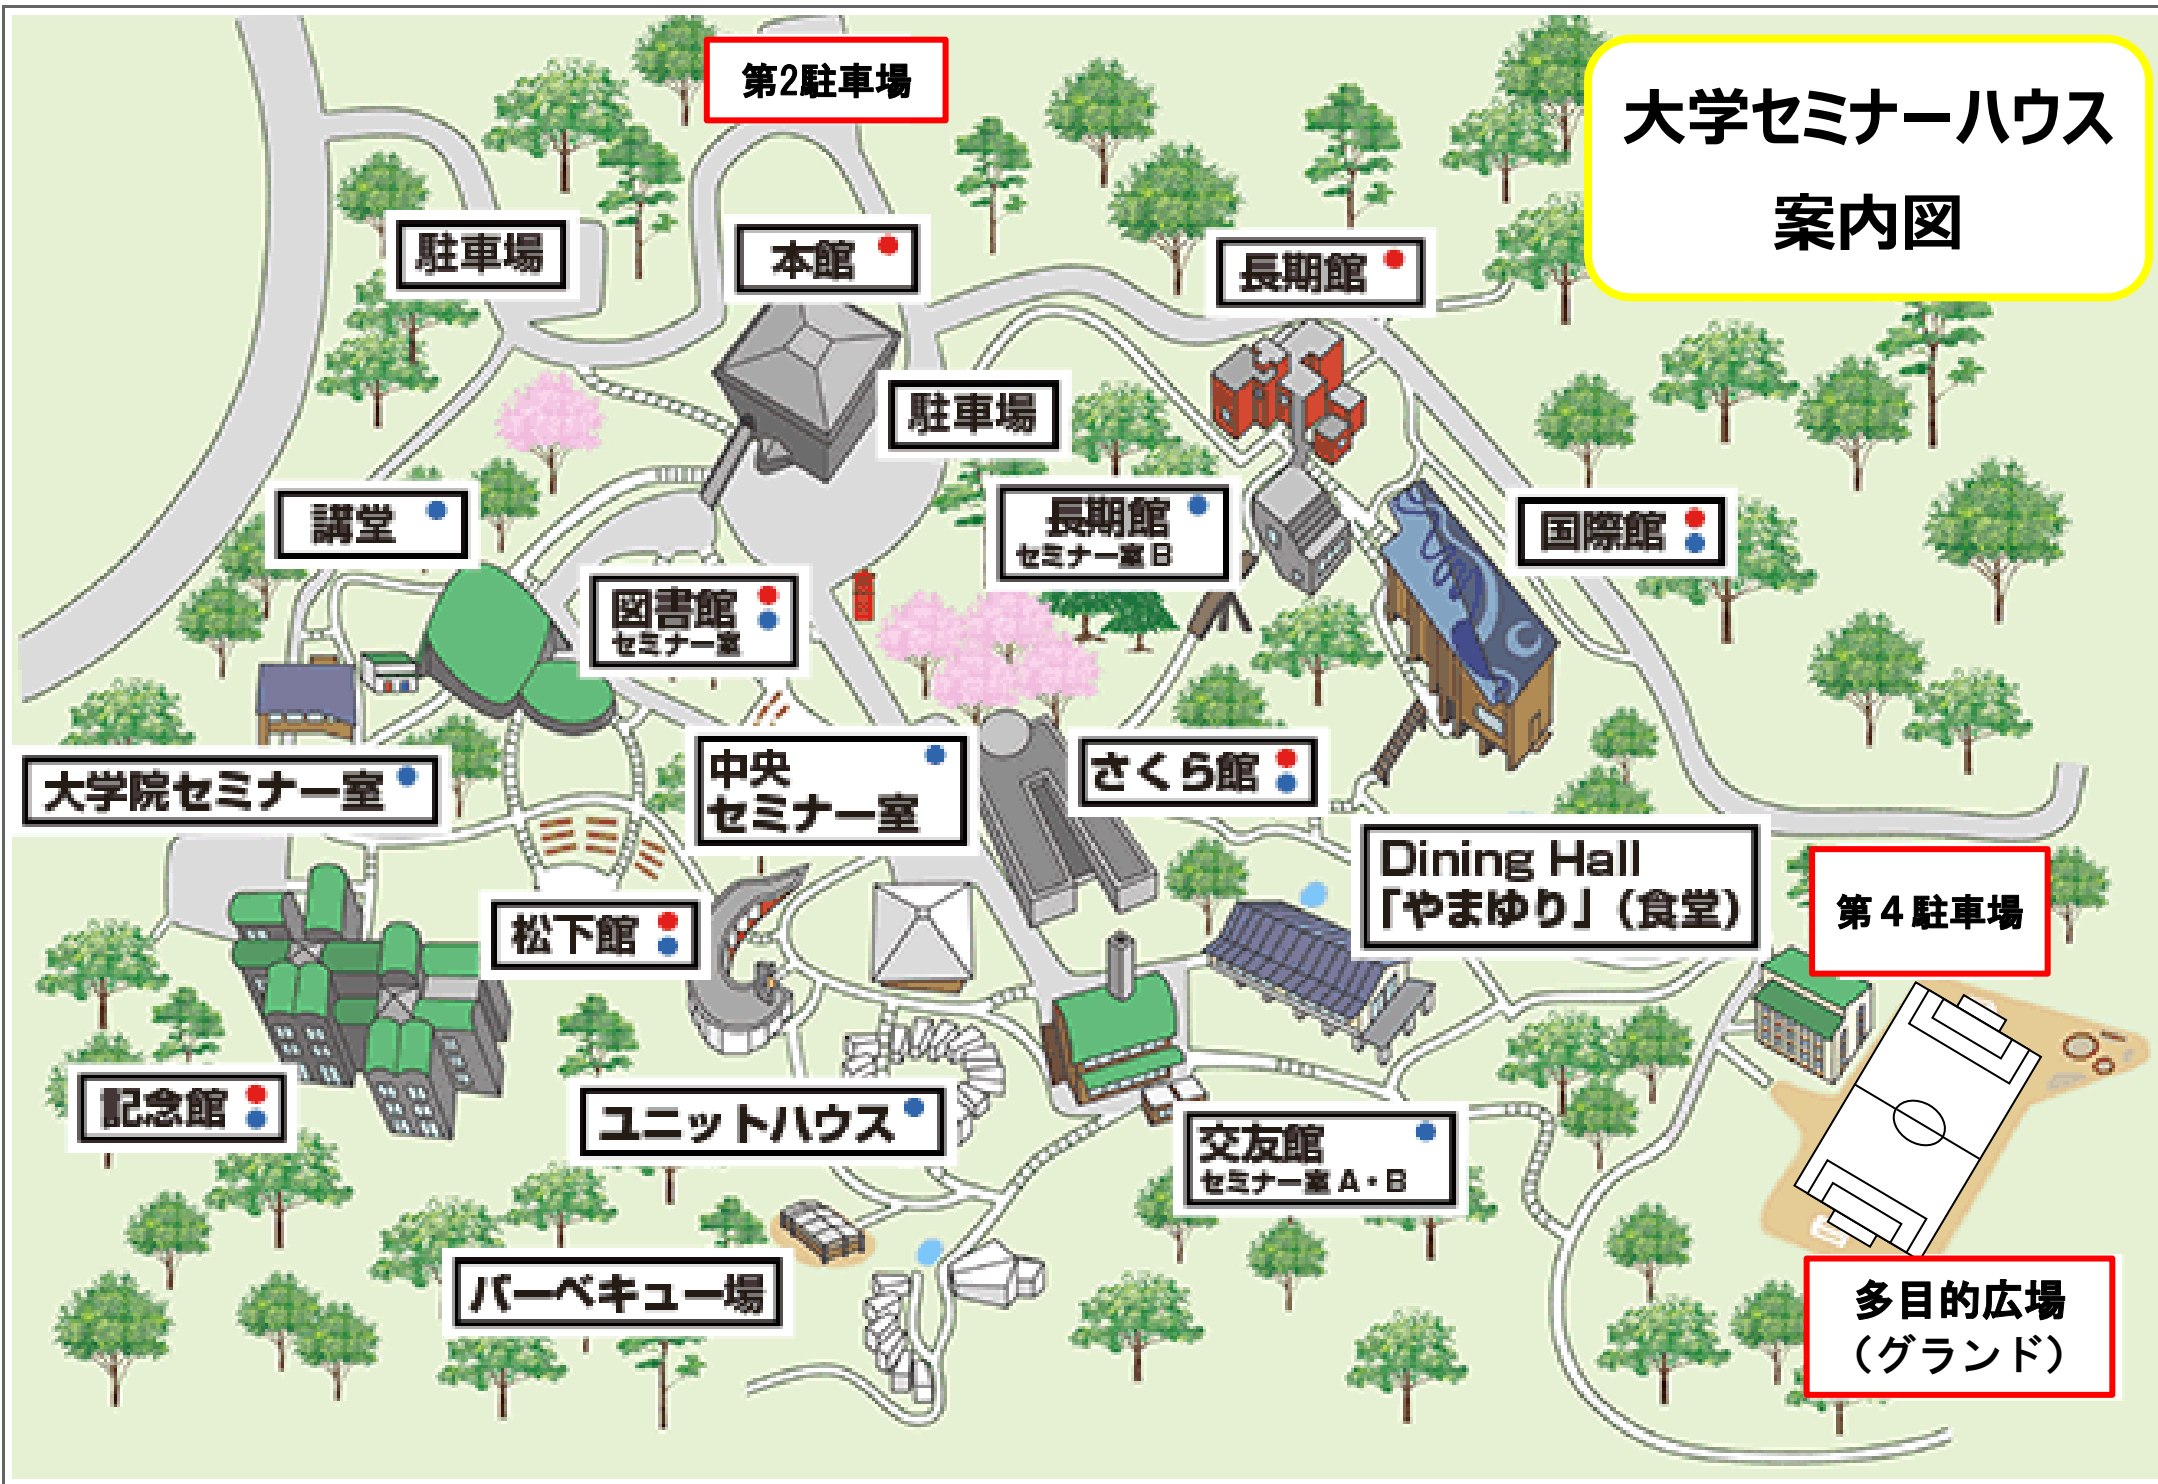 第2駐車場
大学セミナーハウス
案内図
駐車場
本館
長期館
駐車場
講堂
長期館
セミナー室B
国際館
図書館
セミナー室
大学院セミナー室
中央
セミナー室
さくら館
Dining Hall
「やまゆり」（食堂）
第４駐車場
松下館
記念館
ユニットハウス
交友館
セミナー室A・B
バーベキュー場
多目的広場
（グランド）